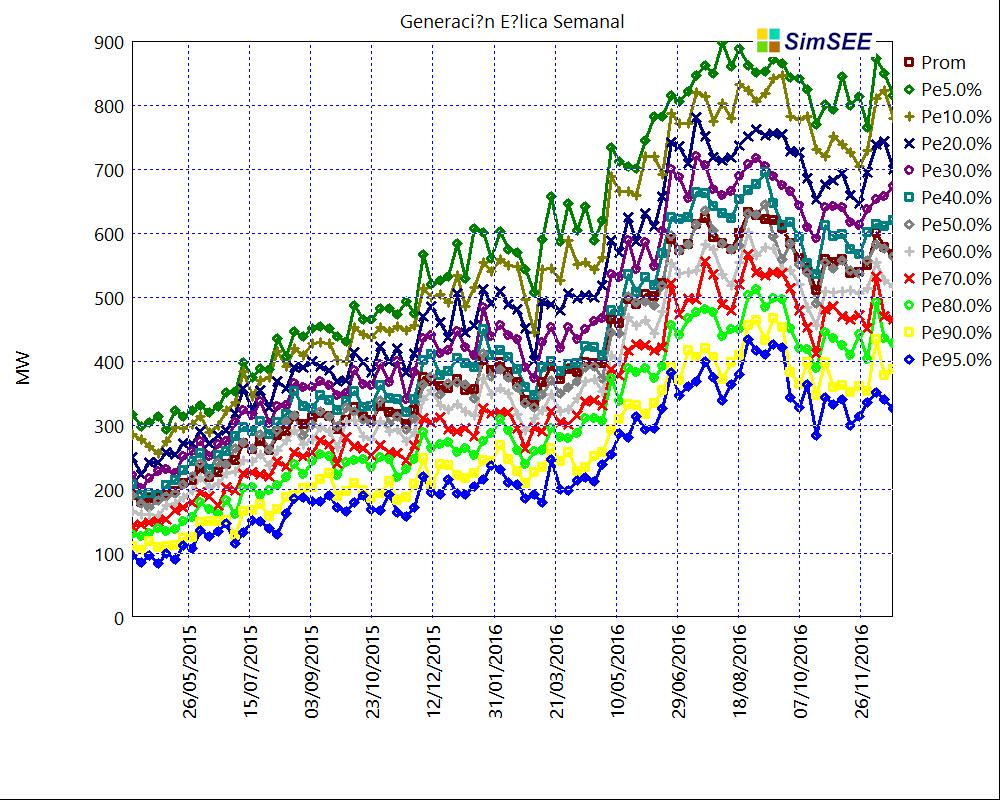 Generaci?n E?lica Semanal
SimSEE
MW
900
800
700
600
500
400
300
200
100
0
26/05/2015
15/07/2015
03/09/2015
23/10/2015
12/12/2015
31/01/2016
21/03/2016
10/05/2016
29/06/2016
18/08/2016
07/10/2016
26/11/2016
Prom
Pe5.0%
Pe10.0%
Pe20.0%
Pe30.0%
Pe40.0%
Pe50.0%
Pe60.0%
Pe70.0%
Pe80.0%
Pe90.0%
Pe95.0%